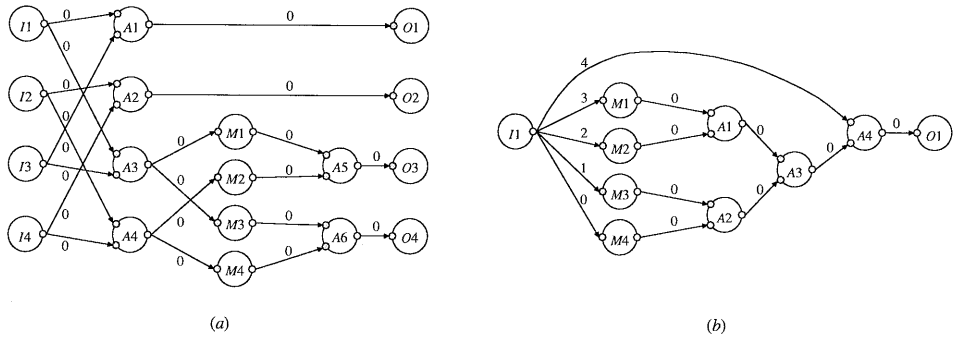 I1 0 A1 0 O1
0
I2 0 A2 0 O2
0
I3 0 A3 0 M1 0 A5 0 O3
0 M2 0
I4 0 A4 0 M3 0 A6 0 O4
0 0 M4 0
(a)
4
I1 3 M1 0 A1 0 A4 0 O1
2 M2 0 A3 0
1 M3 0 A2 0
0 M4 0
(b)